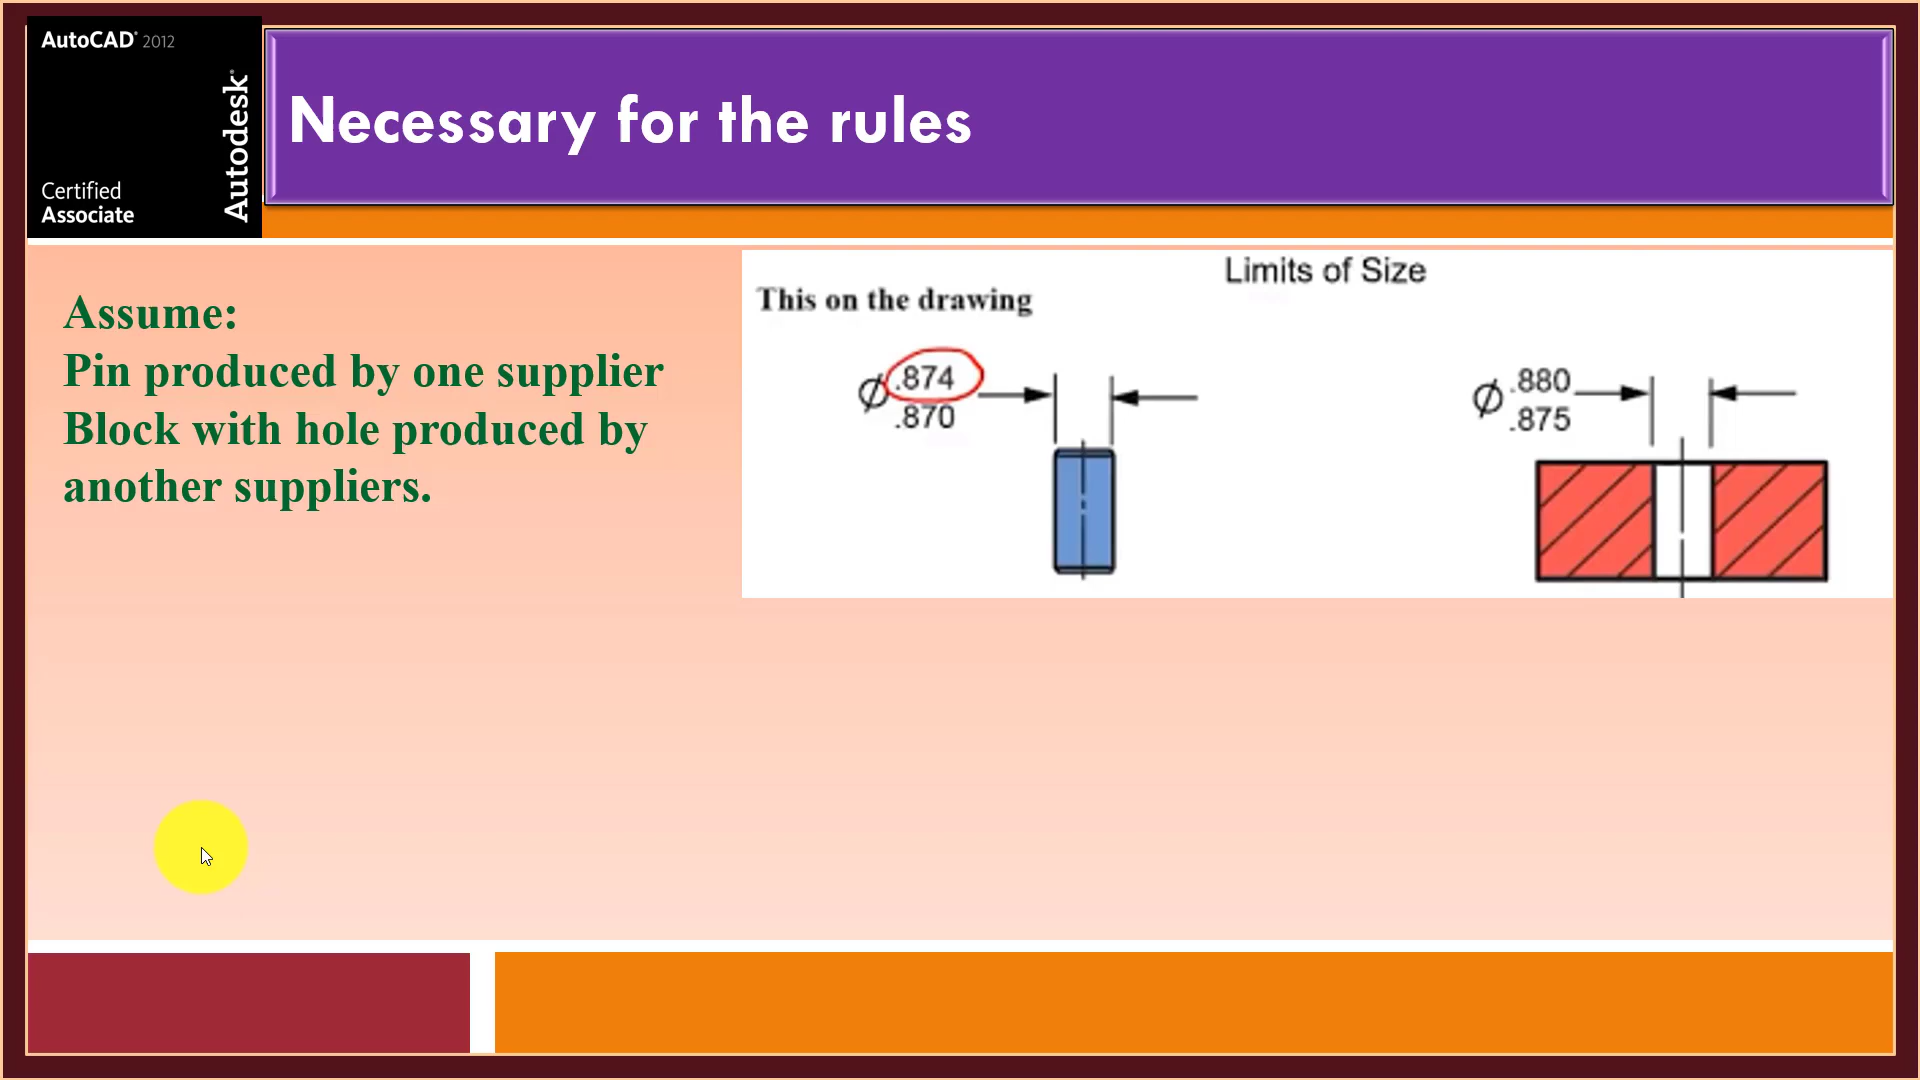 AutoCAD® 2012
Autodesk®
Certified
Associate
Necessary for the rules
Assume:
Pin produced by one supplier
Block with hole produced by
another suppliers.
Limits of Size
This on the drawing
Ø .874
.870
Ø .880
.875